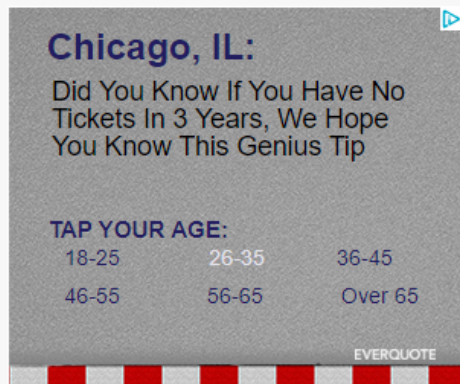 Chicago, IL:
Did You Know If You Have No
Tickets In 3 Years, We Hope
You Know This Genius Tip
TAP YOUR AGE:
18-25 26-35 36-45
46-55 56-65 Over 65
EVERQUOTE